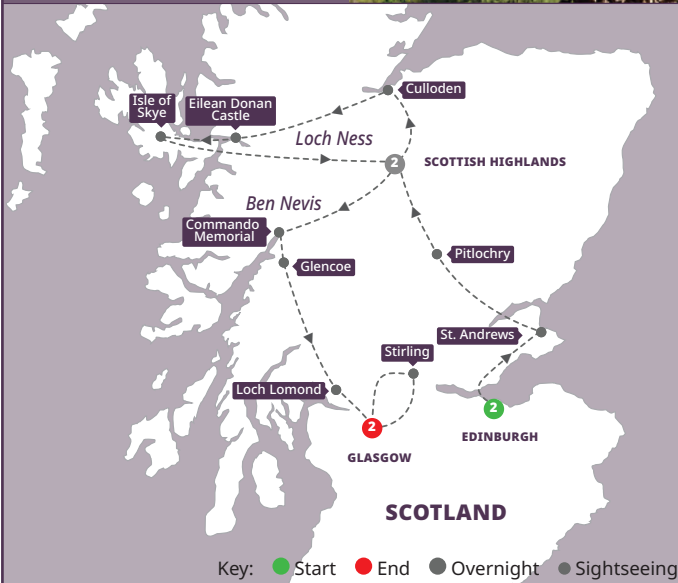 Culloden
Isle of
Skye
Eilean Donan
Castle
Loch Ness
2
SCOTTISH HIGHLANDS
Ben Nevis
Commando
Memorial
Pitlochry
Glencoe
St. Andrews
Stirling
Loch Lomond
2
2
EDINBURGH
GLASGOW
SCOTLAND
Key: Start End Overnight Sightseeing